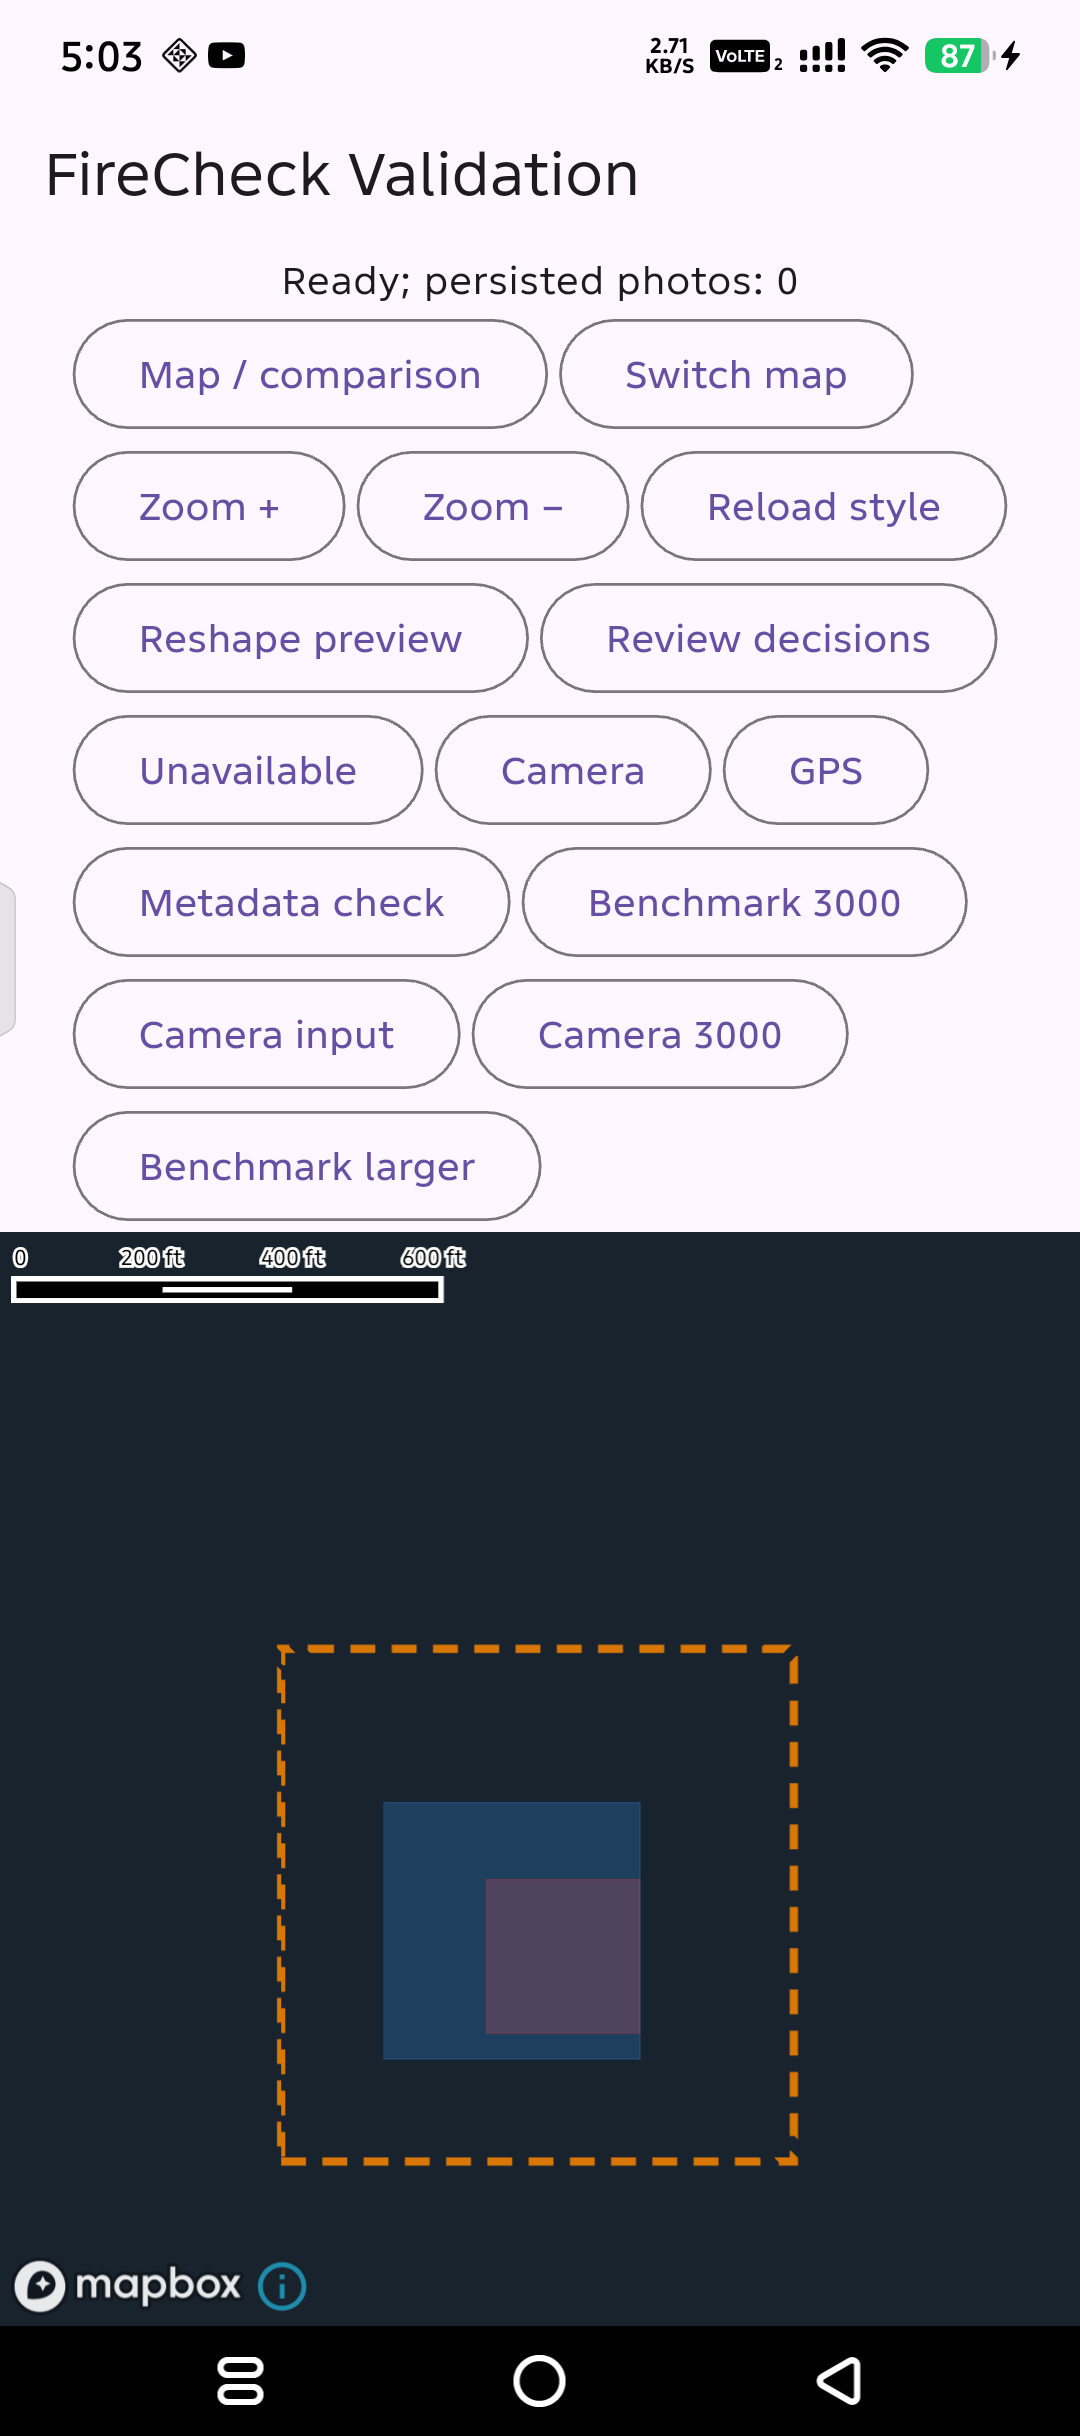 5:03
2.71 KB/S VoLTE 2 87
FireCheck Validation
Ready; persisted photos: 0
Map / comparison Switch map
Zoom + Zoom − Reload style
Reshape preview Review decisions
Unavailable Camera GPS
Metadata check Benchmark 3000
Camera input Camera 3000
Benchmark larger
0 200 ft 400 ft 600 ft
mapbox